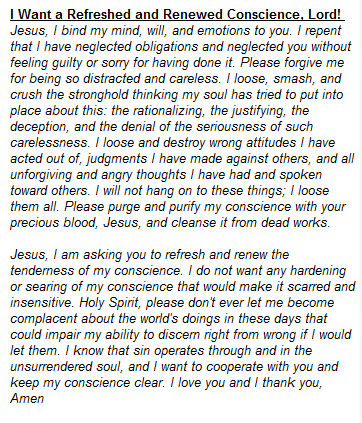 I Want a Refreshed and Renewed Conscience, Lord!
Jesus, I bind my mind, will, and emotions to you. I repent
that I have neglected obligations and neglected you without
feeling guilty or sorry for having done it. Please forgive me
for being so distracted and careless. I loose, smash, and
crush the stronghold thinking my soul has tried to put into
place about this: the rationalizing, the justifying, the
deception, and the denial of the seriousness of such
carelessness. I loose and destroy wrong attitudes I have
acted out of, judgments I have made against others, and all
unforgiving and angry thoughts I have had and spoken
toward others. I will not hang on to these things; I loose
them all. Please purge and purify my conscience with your
precious blood, Jesus, and cleanse it from dead works.
Jesus, I am asking you to refresh and renew the
tenderness of my conscience. I do not want any hardening
or searing of my conscience that would make it scarred and
insensitive. Holy Spirit, please don't ever let me become
complacent about the world's doings in these days that
could impair my ability to discern right from wrong if I would
let them. I know that sin operates through and in the
unsurrendered soul, and I want to cooperate with you and
keep my conscience clear. I love you and I thank you,
Amen